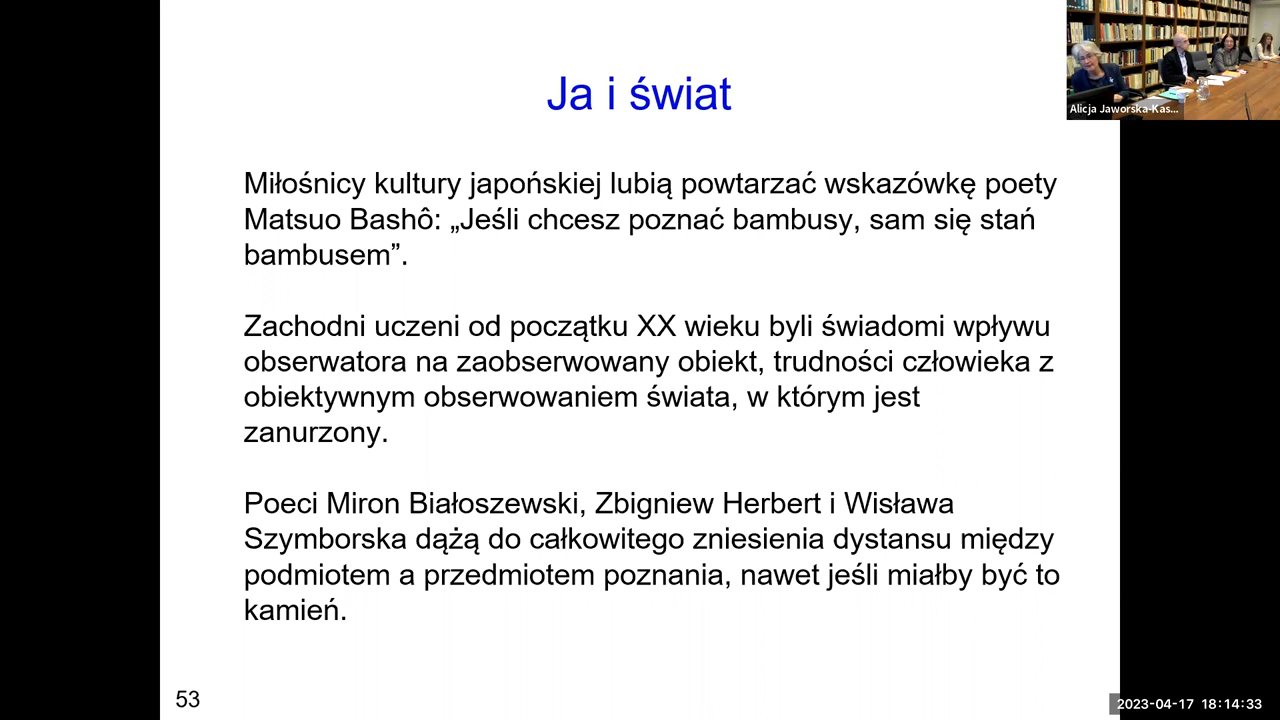 Ja i świat
Alicja Jaworska-Kas...
Miłośnicy kultury japońskiej lubią powtarzać wskazówkę poety
Matsuo Bashô: „Jeśli chcesz poznać bambusy, sam się stań
bambusem”.
Zachodni uczeni od początku XX wieku byli świadomi wpływu
obserwatora na zaobserwowany obiekt, trudności człowieka z
obiektywnym obserwowaniem świata, w którym jest
zanurzony.
Poeci Miron Białoszewski, Zbigniew Herbert i Wisława
Szymborska dążą do całkowitego zniesienia dystansu między
podmiotem a przedmiotem poznania, nawet jeśli miałby być to
kamień.
53
2023-04-17 18:14:33